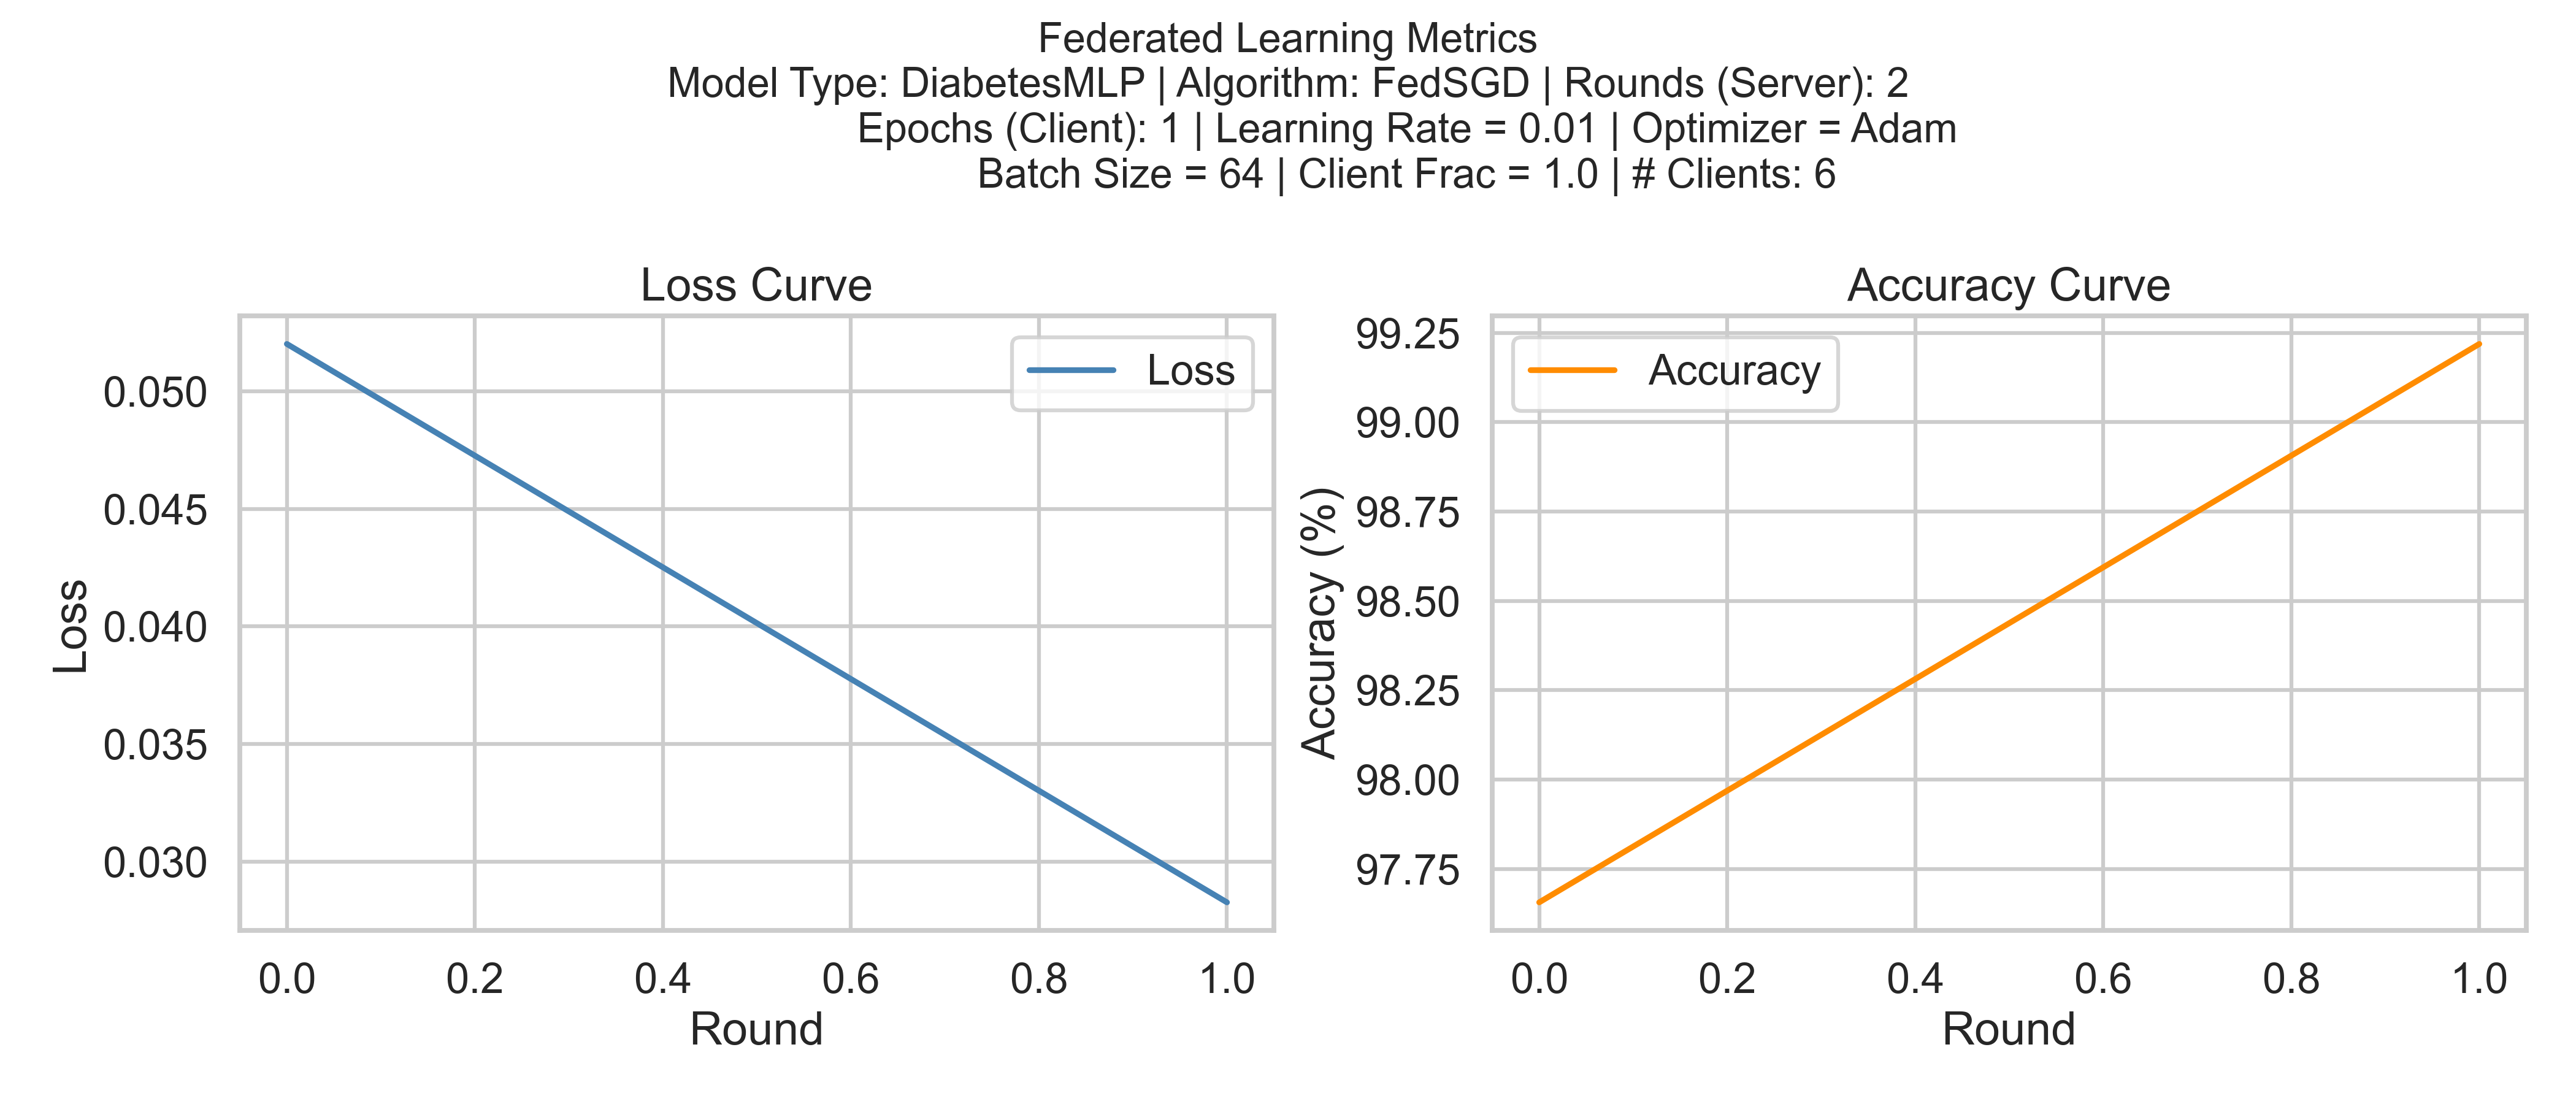 Federated Learning Metrics
Model Type: DiabetesMLP | Algorithm: FedSGD | Rounds (Server): 2
Epochs (Client): 1 | Learning Rate = 0.01 | Optimizer = Adam
Batch Size = 64 | Client Frac = 1.0 | # Clients: 6
Loss Curve
Loss
0.050
0.045
0.040
0.035
0.030
Loss
0.0 0.2 0.4 0.6 0.8 1.0
Round
Accuracy Curve
Accuracy
99.25
99.00
98.75
98.50
98.25
98.00
97.75
Accuracy (%)
0.0 0.2 0.4 0.6 0.8 1.0
Round